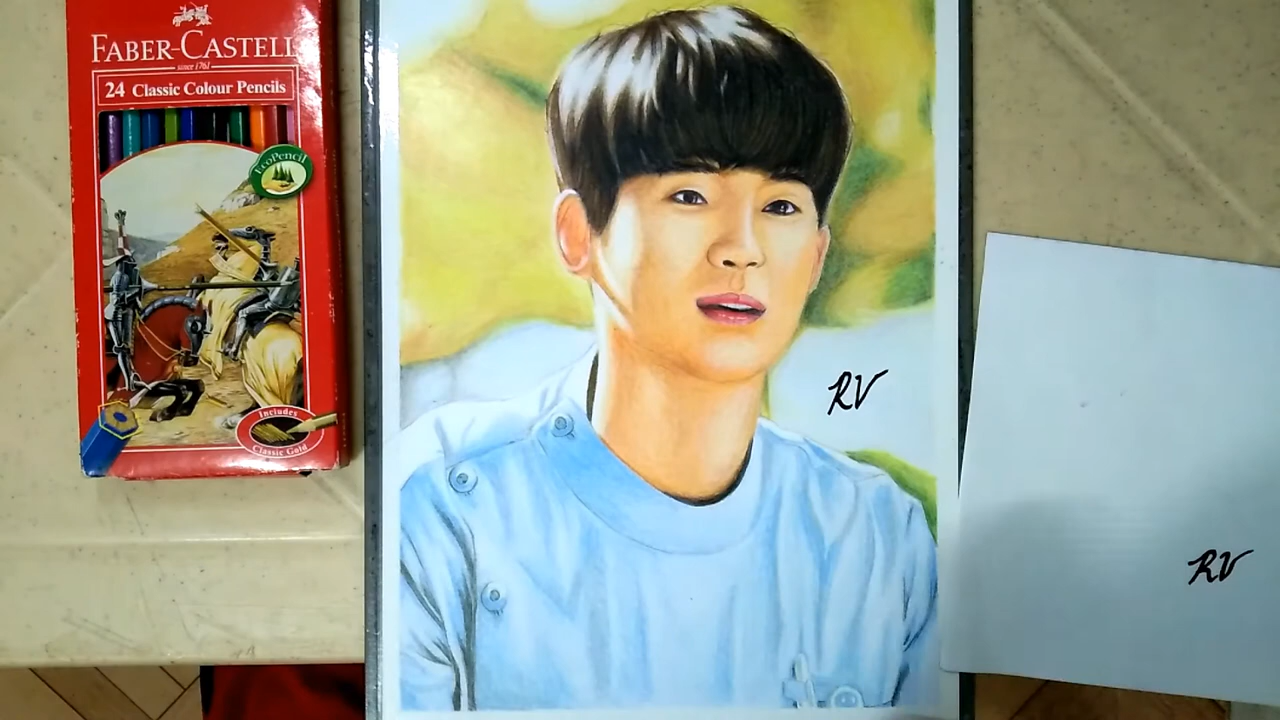 FABER-CASTELL
since 1761
24 Classic Colour Pencils
EcoPencil
Includes
Classic Gold
RV
RV